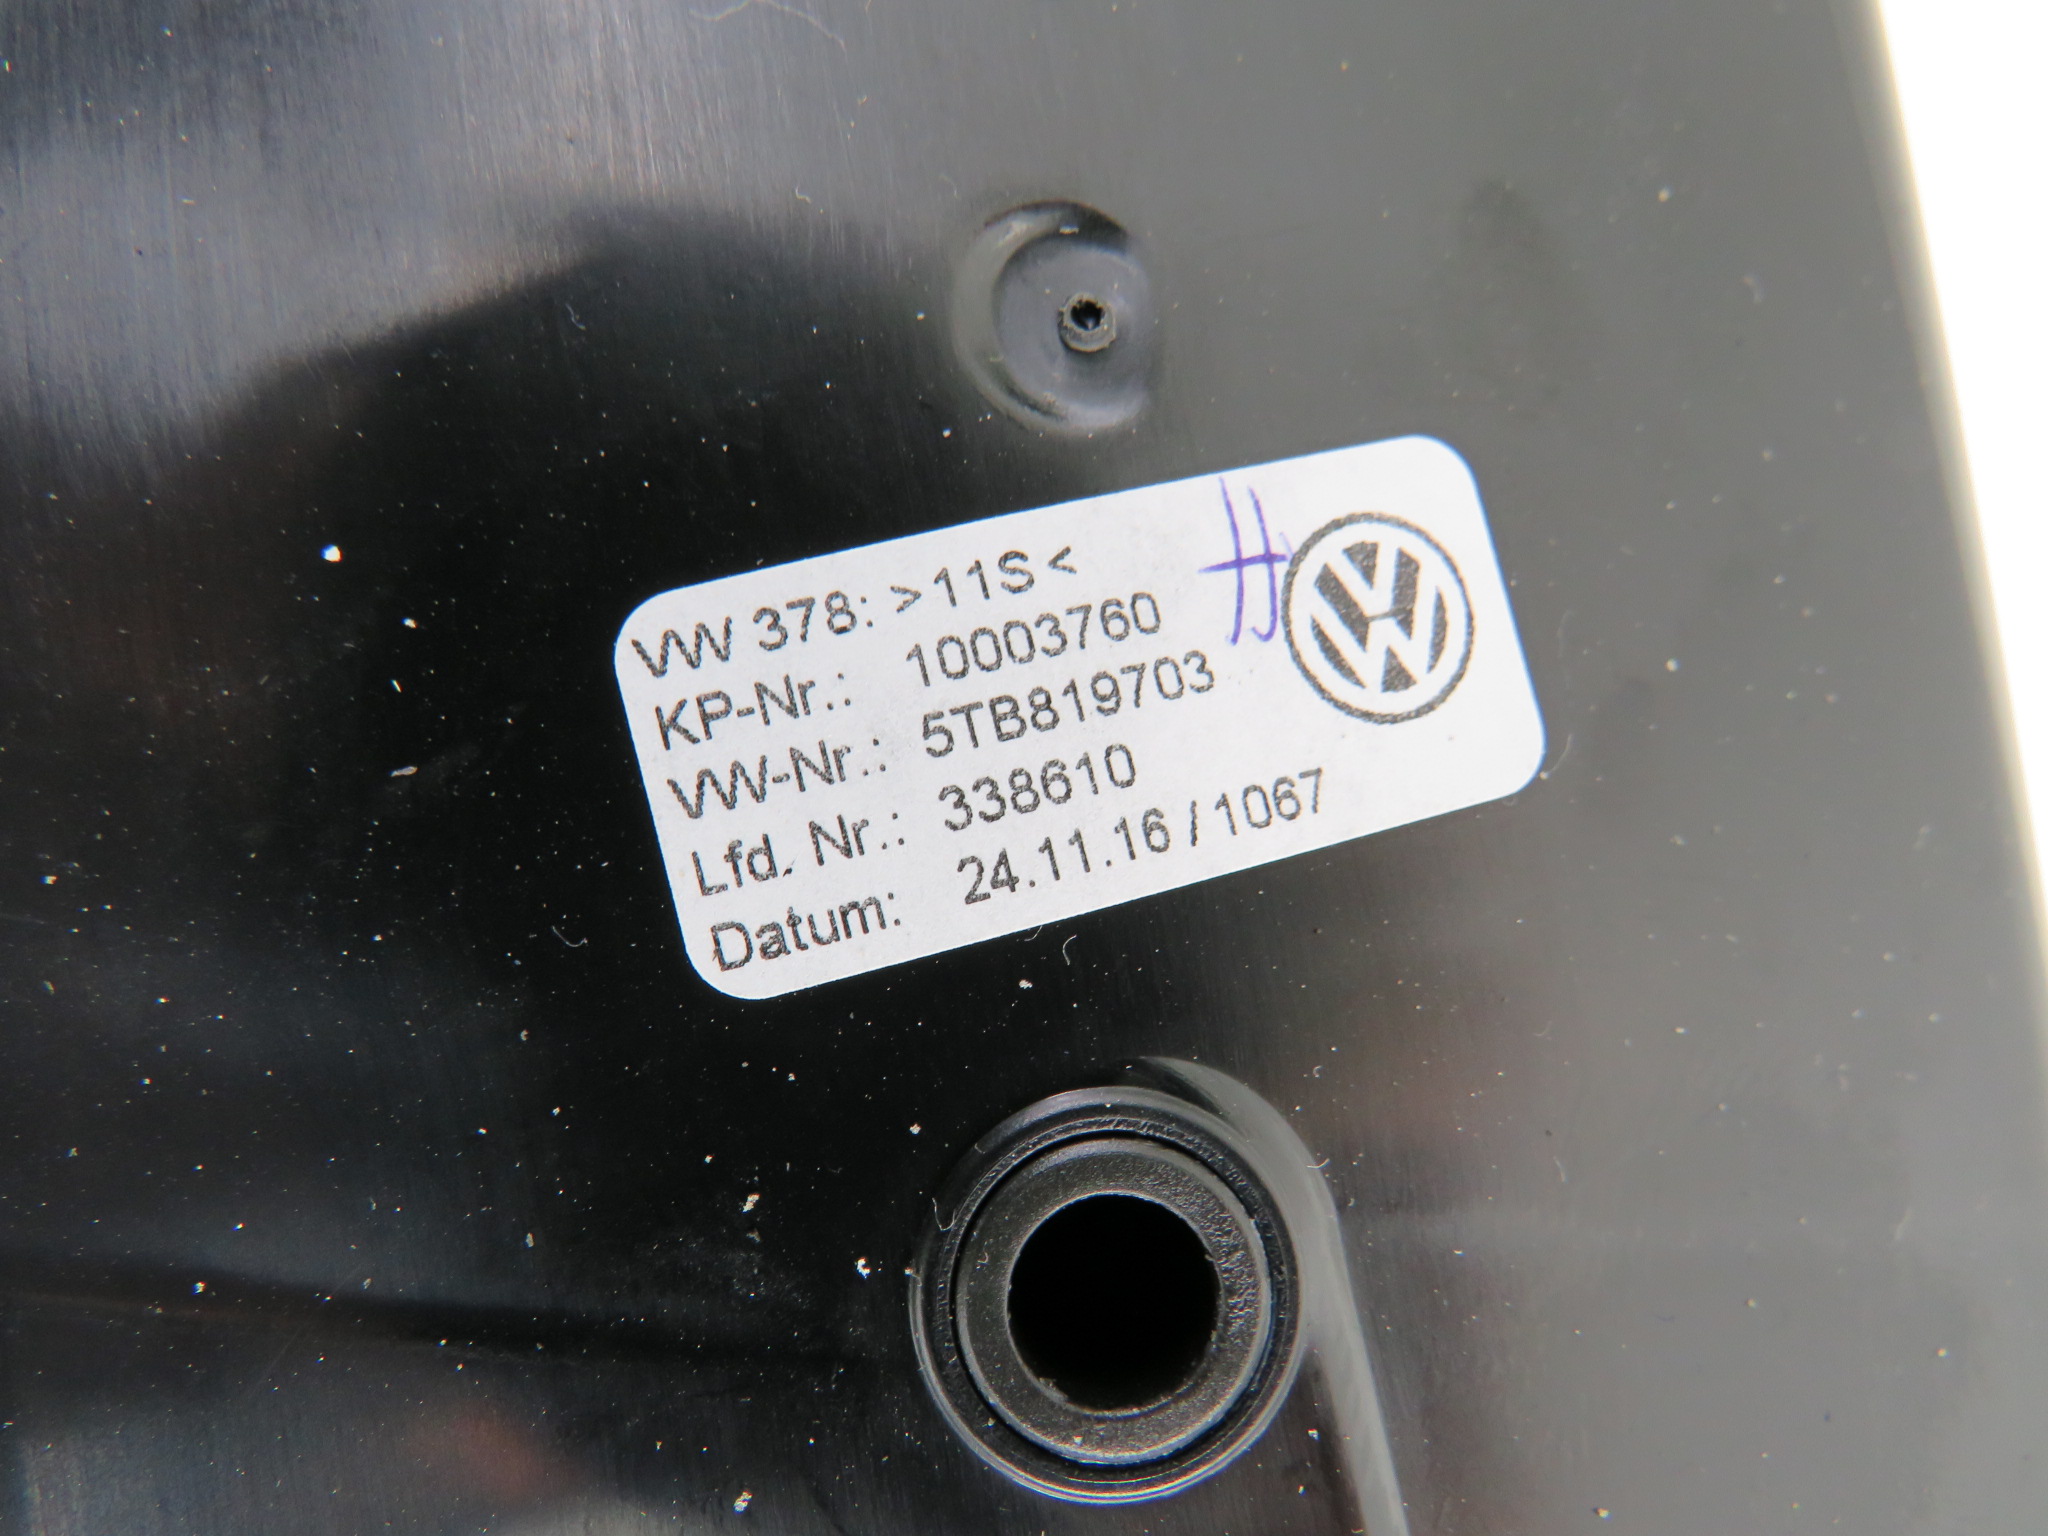 VW 378: >11S<
KP-Nr.: 10003760
VW-Nr.: 5TB819703
Lfd. Nr.: 338610
Datum: 24.11.16 / 1067